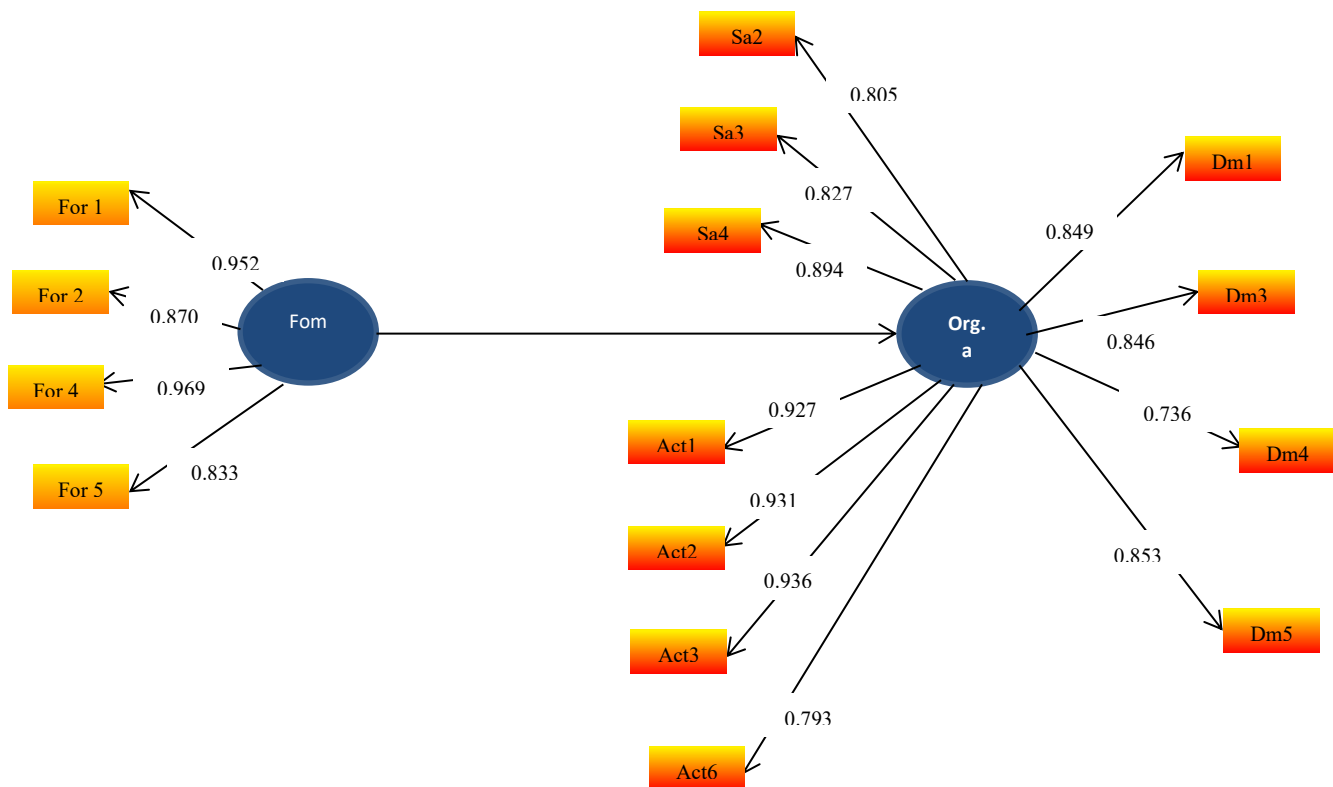 Sa2
0.805
Sa3
0.827
Sa4
0.894
Dm1
0.849
Dm3
0.846
0.736
Dm4
0.853
Dm5
For 1
0.952
For 2
0.870
For 4
0.969
For 5
0.833
Fom
Org.
a
0.927
Act1
0.931
Act2
0.936
Act3
0.793
Act6